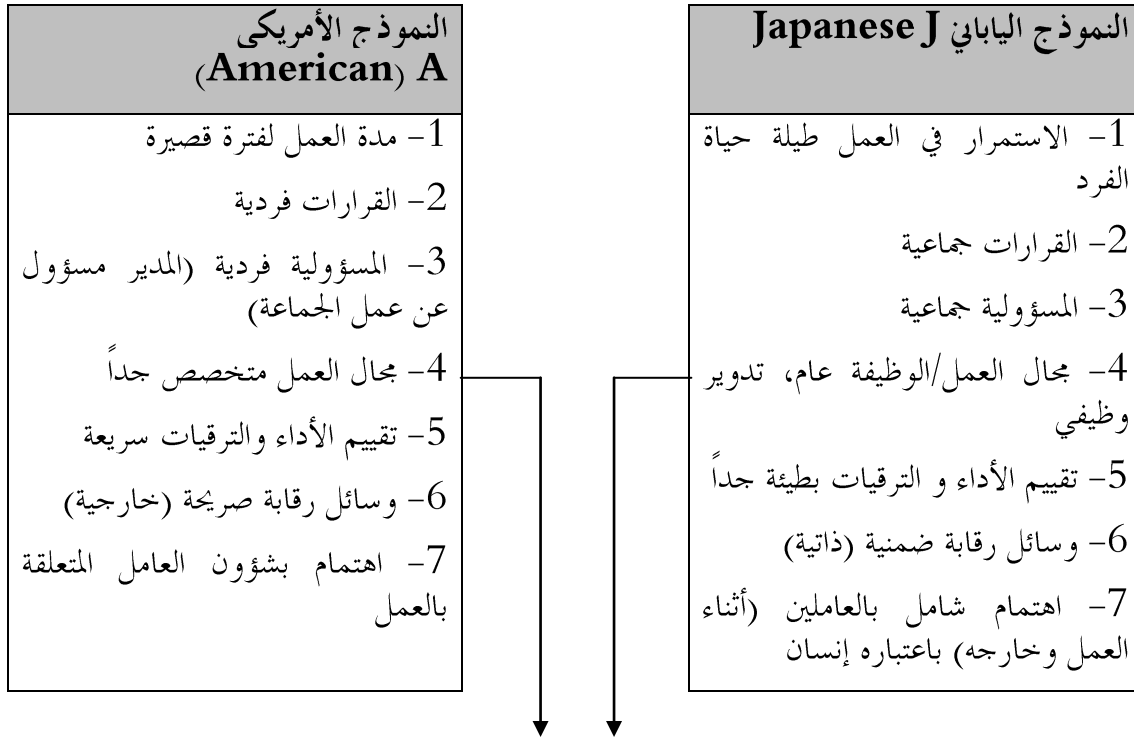 النموذج الياباني Japanese J
1- الاستمرار في العمل طيلة حياة
الفرد
2- القرارات جماعية
3- المسؤولية جماعية
4- مجال العمل/الوظيفة عام، تدوير
وظيفي
5- تقييم الأداء و الترقيات بطيئة جداً
6- وسائل رقابة ضمنية (ذاتية)
7- اهتمام شامل بالعاملين (أثناء
العمل وخارجه) باعتباره إنسان
النموذج الأمريكى
(American) A
1- مدة العمل لفترة قصيرة
2- القرارات فردية
3- المسؤولية فردية (المدير مسؤول
عن عمل الجماعة)
4- مجال العمل متخصص جداً
5- تقييم الأداء والترقيات سريعة
6- وسائل رقابة صريحة (خارجية)
7- اهتمام بشؤون العامل المتعلقة
بالعمل